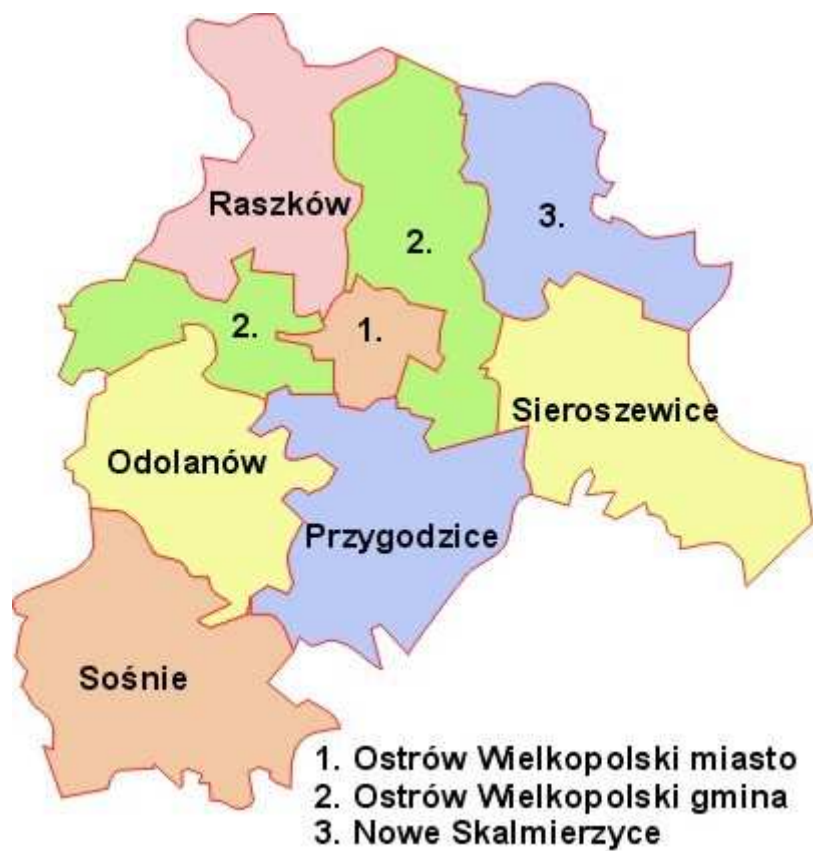 Raszków
2.
3.
2.
1.
Sieroszewice
Odolanów
Przygodzice
Sośnie
1. Ostrów Wielkopolski miasto
2. Ostrów Wielkopolski gmina
3. Nowe Skalmierzyce